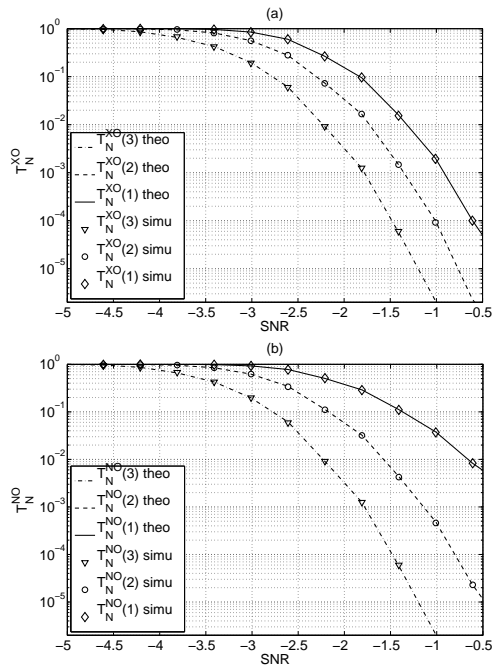 (a)
10^0
10^-1
10^-2
10^-3
10^-4
10^-5
T_N^XO
T_N^XO(3) theo
T_N^XO(2) theo
T_N^XO(1) theo
T_N^XO(3) simu
T_N^XO(2) simu
T_N^XO(1) simu
-5 -4.5 -4 -3.5 -3 -2.5 -2 -1.5 -1 -0.5
SNR
(b)
10^0
10^-1
10^-2
10^-3
10^-4
10^-5
T_N^NO
T_N^NO(3) theo
T_N^NO(2) theo
T_N^NO(1) theo
T_N^NO(3) simu
T_N^NO(2) simu
T_N^NO(1) simu
-5 -4.5 -4 -3.5 -3 -2.5 -2 -1.5 -1 -0.5
SNR